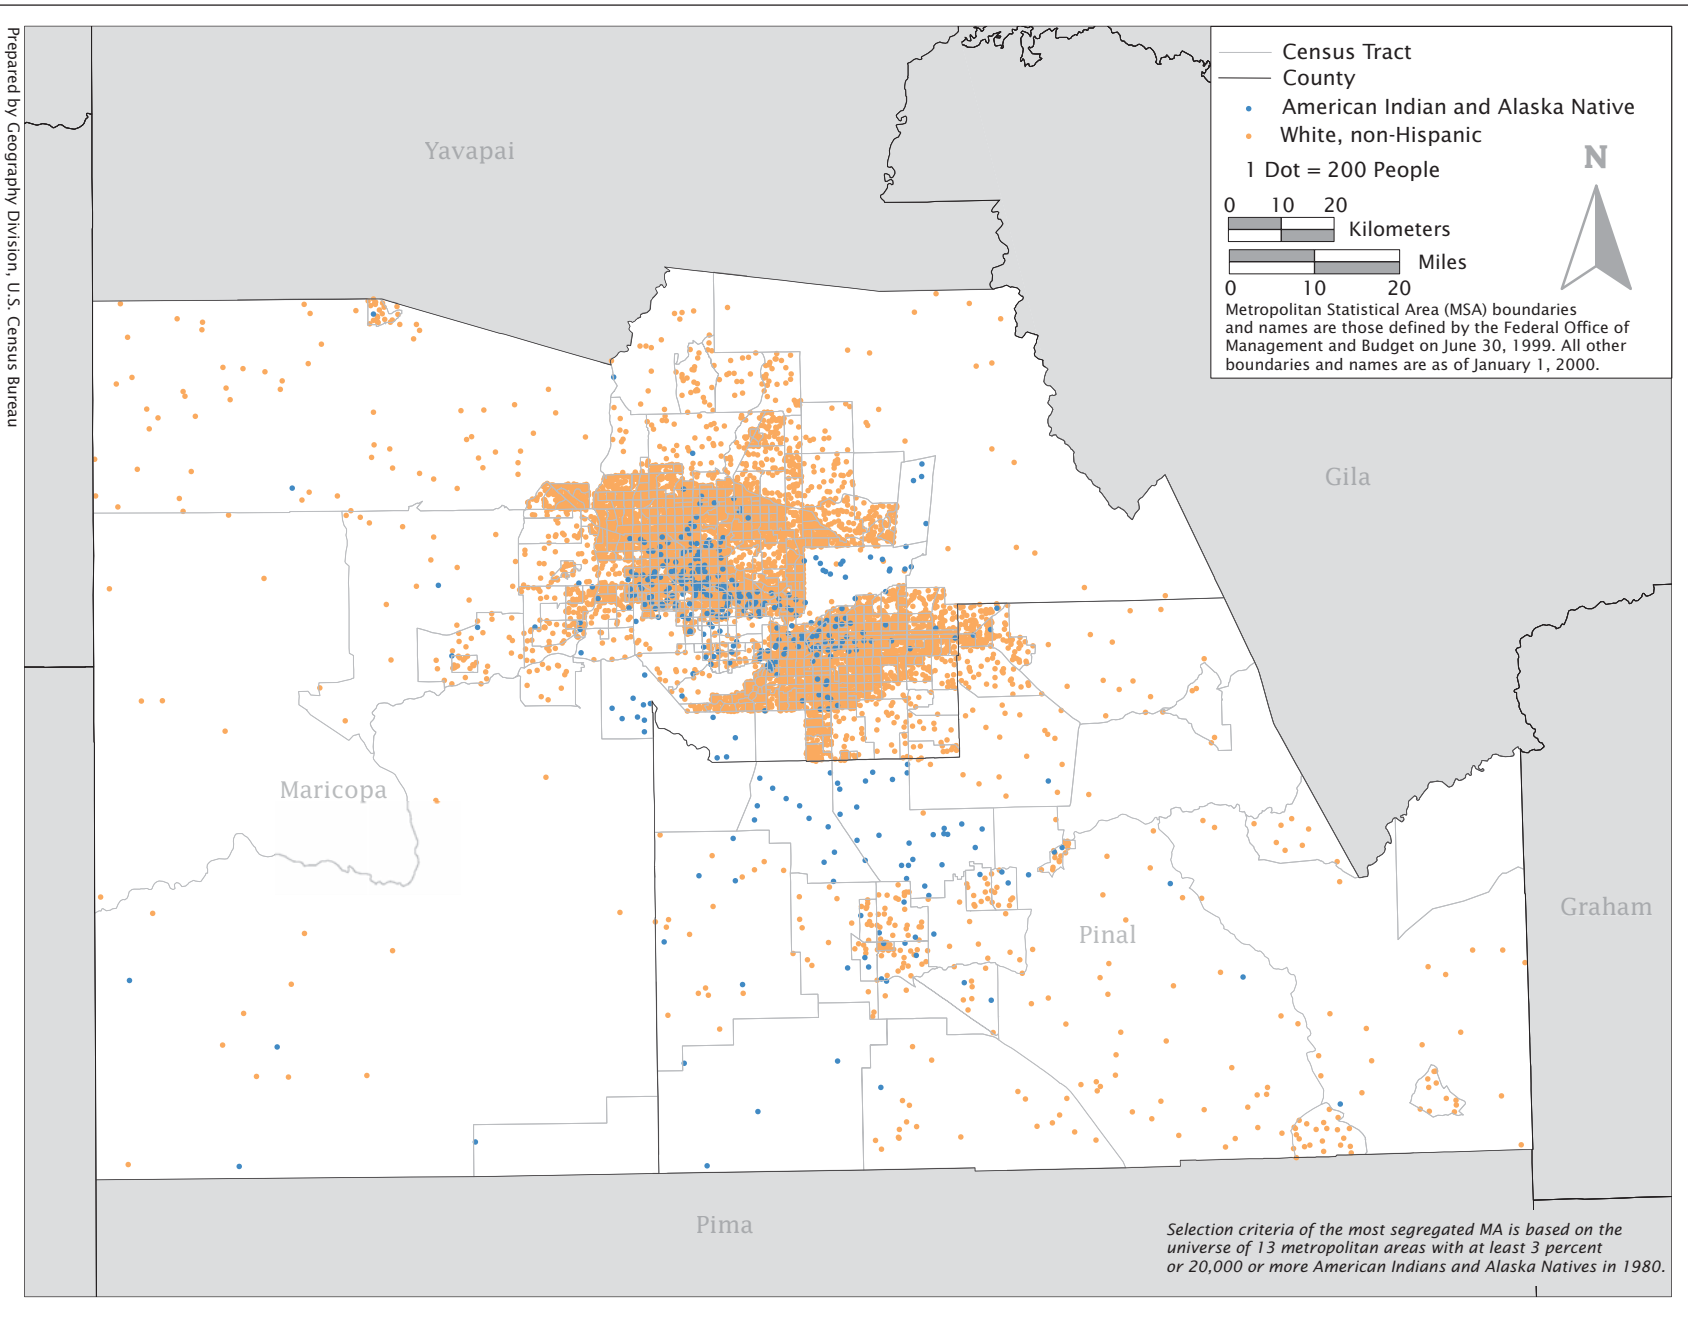 Prepared by Geography Division, U.S. Census Bureau
Census Tract
County
American Indian and Alaska Native
White, non-Hispanic
1 Dot = 200 People
N
0 10 20
Kilometers
Miles
0 10 20
Metropolitan Statistical Area (MSA) boundaries
and names are those defined by the Federal Office of
Management and Budget on June 30, 1999. All other
boundaries and names are as of January 1, 2000.
Yavapai
Gila
Maricopa
Graham
Pinal
Pima
Selection criteria of the most segregated MA is based on the
universe of 13 metropolitan areas with at least 3 percent
or 20,000 or more American Indians and Alaska Natives in 1980.